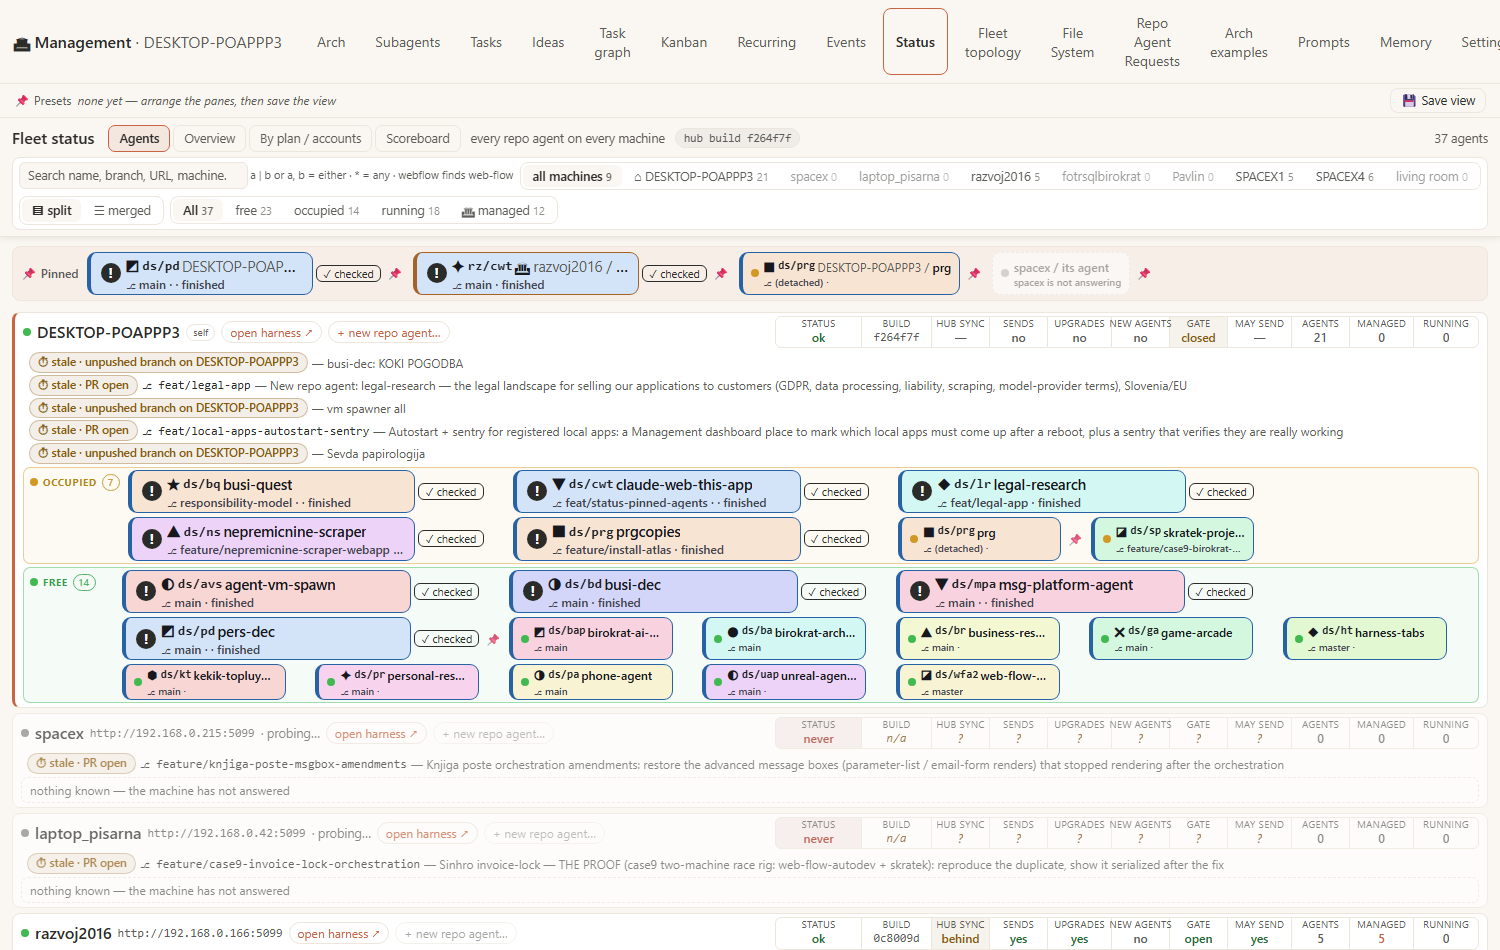 Management · DESKTOP-POAPPP3 Arch Subagents Tasks Ideas Task graph Kanban Recurring Events Status Fleet topology File System Repo Agent Requests Arch examples Prompts Memory
Presets none yet — arrange the panes, then save the view Save view
Fleet status Agents Overview By plan / accounts Scoreboard every repo agent on every machine hub build f264f7f 37 agents
Search name, branch, URL, machine. a | b or a, b = either · * = any · webflow finds web-flow all machines 9 ⌂ DESKTOP-POAPPP3 21 spacex 0 laptop_pisarna 0 razvoj2016 5 fotrsqlbirokrat 0 Pavlin 0 SPACEX1 5 SPACEX4 6 living room 0
split ☰ merged All 37 free 23 occupied 14 running 18 managed 12
Pinned ! ds/pd DESKTOP-POAP... ✓ checked ! rz/cwt razvoj2016 / ... ✓ checked ds/prg DESKTOP-POAPPP3 / prg spacex / its agent
main · · finished main · finished (detached) · spacex is not answering
DESKTOP-POAPPP3 self open harness ↗ + new repo agent...
STATUS BUILD HUB SYNC SENDS UPGRADES NEW AGENTS GATE MAY SEND AGENTS MANAGED RUNNING
ok f264f7f — no no no closed — 21 0 0
stale · unpushed branch on DESKTOP-POAPPP3 — busi-dec: KOKI POGODBA
stale · PR open feat/legal-app — New repo agent: legal-research — the legal landscape for selling our applications to customers (GDPR, data processing, liability, scraping, model-provider terms), Slovenia/EU
stale · unpushed branch on DESKTOP-POAPPP3 — vm spawner all
stale · PR open feat/local-apps-autostart-sentry — Autostart + sentry for registered local apps: a Management dashboard place to mark which local apps must come up after a reboot, plus a sentry that verifies they are really working
stale · unpushed branch on DESKTOP-POAPPP3 — Sevda papirologija
OCCUPIED 7 ! ★ ds/bq busi-quest ✓ checked ! ▼ ds/cwt claude-web-this-app ✓ checked ! ◆ ds/lr legal-research ✓ checked
responsibility-model · · finished feat/status-pinned-agents · · finished feat/legal-app · finished
! ▲ ds/ns nepremicnine-scraper ✓ checked ! ■ ds/prg prgcopies ✓ checked ■ ds/prg prg ds/sp skratek-proje...
feature/nepremicnine-scraper-webapp ... feature/install-atlas · finished (detached) · feature/case9-birokrat-...
FREE 14 ! ds/avs agent-vm-spawn ✓ checked ! ds/bd busi-dec ✓ checked ! ▼ ds/mpa msg-platform-agent ✓ checked
main · finished main · finished main · · finished
! ds/pd pers-dec ✓ checked ds/bap birokrat-ai-... ● ds/ba birokrat-arch... ▲ ds/br business-res... ✕ ds/ga game-arcade ◆ ds/ht harness-tabs
main · · finished main main · main · main · master ·
ds/kt kekik-topluy... ✦ ds/pr personal-res... ds/pa phone-agent ds/uap unreal-agen... ds/wfa2 web-flow-...
main · main · main main · master
spacex http://192.168.0.215:5099 · probing... open harness ↗ + new repo agent...
STATUS BUILD HUB SYNC SENDS UPGRADES NEW AGENTS GATE MAY SEND AGENTS MANAGED RUNNING
never n/a ? ? ? ? ? ? 0 0 0
stale · PR open feature/knjiga-poste-msgbox-amendments — Knjiga poste orchestration amendments: restore the advanced message boxes (parameter-list / email-form renders) that stopped rendering after the orchestration
nothing known — the machine has not answered
laptop_pisarna http://192.168.0.42:5099 · probing... open harness ↗ + new repo agent...
STATUS BUILD HUB SYNC SENDS UPGRADES NEW AGENTS GATE MAY SEND AGENTS MANAGED RUNNING
never n/a ? ? ? ? ? ? 0 0 0
stale · PR open feature/case9-invoice-lock-orchestration — Sinhro invoice-lock — THE PROOF (case9 two-machine race rig: web-flow-autodev + skratek): reproduce the duplicate, show it serialized after the fix
nothing known — the machine has not answered
razvoj2016 http://192.168.0.166:5099 open harness ↗ + new repo agent...
STATUS BUILD HUB SYNC SENDS UPGRADES NEW AGENTS GATE MAY SEND AGENTS MANAGED RUNNING
ok 0c8009d behind yes yes no open yes 5 5 0